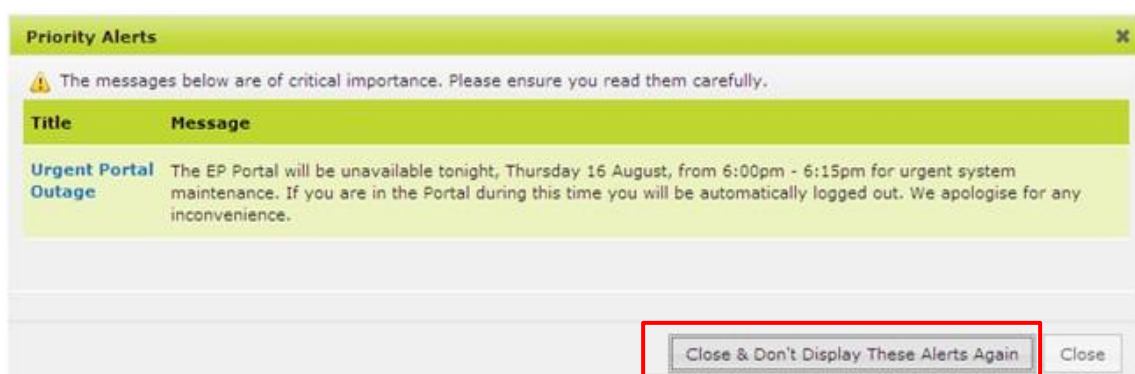 Priority Alerts
The messages below are of critical importance. Please ensure you read them carefully.
Title Message
Urgent Portal Outage
The EP Portal will be unavailable tonight, Thursday 16 August, from 6:00pm - 6:15pm for urgent system
maintenance. If you are in the Portal during this time you will be automatically logged out. We apologise for any
inconvenience.
Close & Don't Display These Alerts Again Close